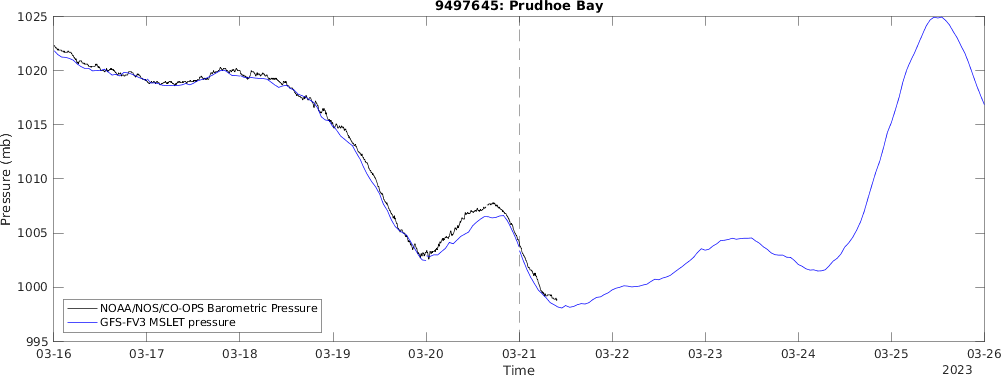 9497645: Prudhoe Bay
Pressure (mb)
1025
1020
1015
1010
1005
1000
995
NOAA/NOS/CO-OPS Barometric Pressure
GFS-FV3 MSLET pressure
03-16 03-17 03-18 03-19 03-20 03-21 03-22 03-23 03-24 03-25 03-26
Time
2023